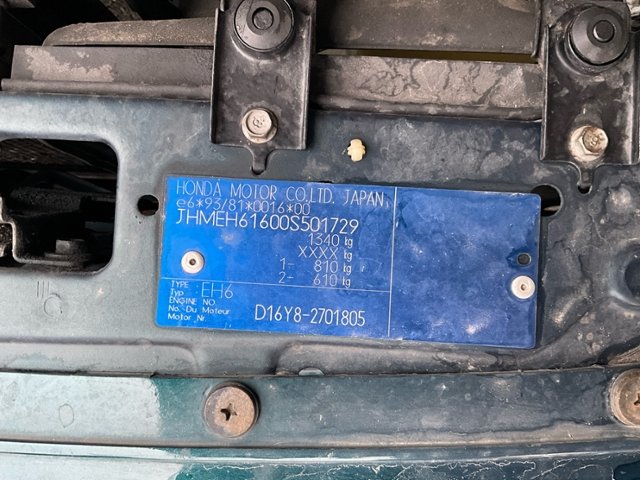 HONDA MOTOR CO.,LTD. JAPAN
e6*93/81*0016*00
JHMEH61600S501729
1340 kg
XXXX kg
1- 810 kg
2- 610 kg
TYPE
Typ EH6
ENGINE NO.
No. Du Moteur D16Y8-2701805
Motor Nr.